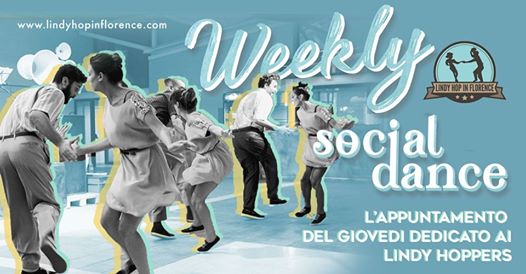 www.lindyhopinflorence.com
Weekly
LINDY HOP IN FLORENCE
social
dance
L'APPUNTAMENTO
DEL GIOVEDI DEDICATO AI
LINDY HOPPERS